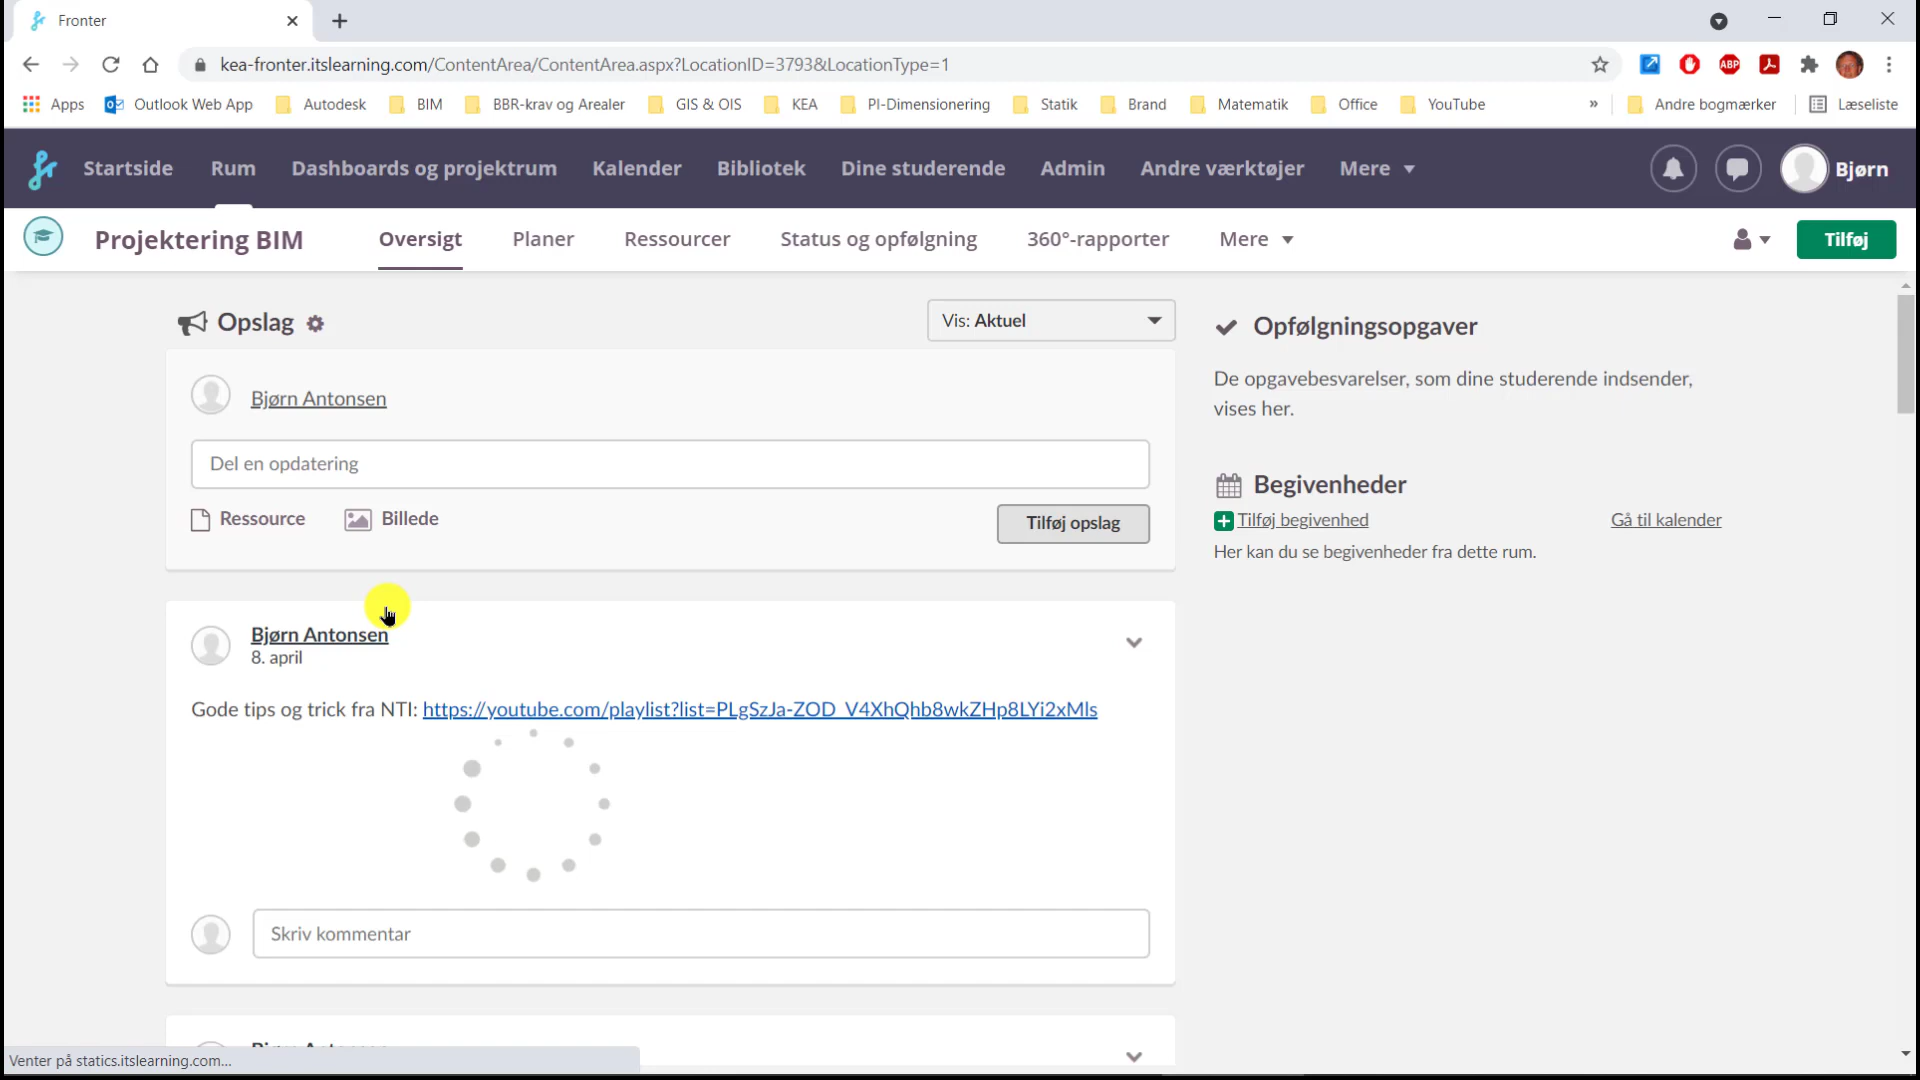 Fronter
kea-fronter.itslearning.com/ContentArea/ContentArea.aspx?LocationID=3793&LocationType=1
ABP
Apps Outlook Web App Autodesk BIM BBR-krav og Arealer GIS & OIS KEA PI-Dimensionering Statik Brand Matematik Office YouTube » Andre bogmærker Læseliste
Startside Rum Dashboards og projektrum Kalender Bibliotek Dine studerende Admin Andre værktøjer Mere Bjørn
Projektering BIM Oversigt Planer Ressourcer Status og opfølgning 360°-rapporter Mere Tilføj
Opslag Vis: Aktuel
Bjørn Antonsen
Del en opdatering
Ressource Billede Tilføj opslag
Bjørn Antonsen
8. april
Gode tips og trick fra NTI: https://youtube.com/playlist?list=PLgSzJa-ZOD_V4XhQhb8wkZHp8LYi2xMls
Skriv kommentar
Opfølgningsopgaver
De opgavebesvarelser, som dine studerende indsender,
vises her.
Begivenheder
Tilføj begivenhed Gå til kalender
Her kan du se begivenheder fra dette rum.
Venter på statics.itslearning.com...